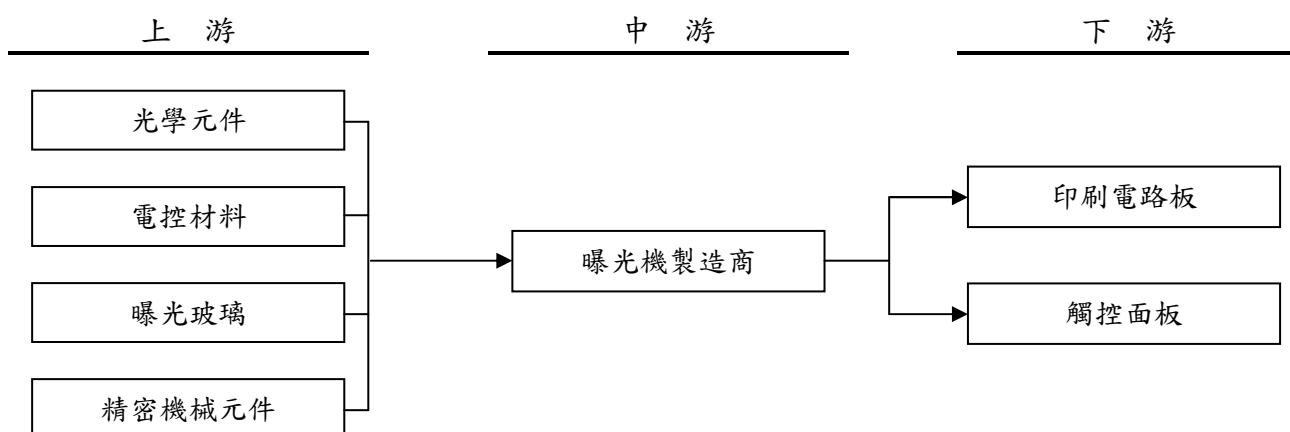 上 游
中 游
下 游
光學元件
電控材料
曝光玻璃
精密機械元件
曝光機製造商
印刷電路板
觸控面板